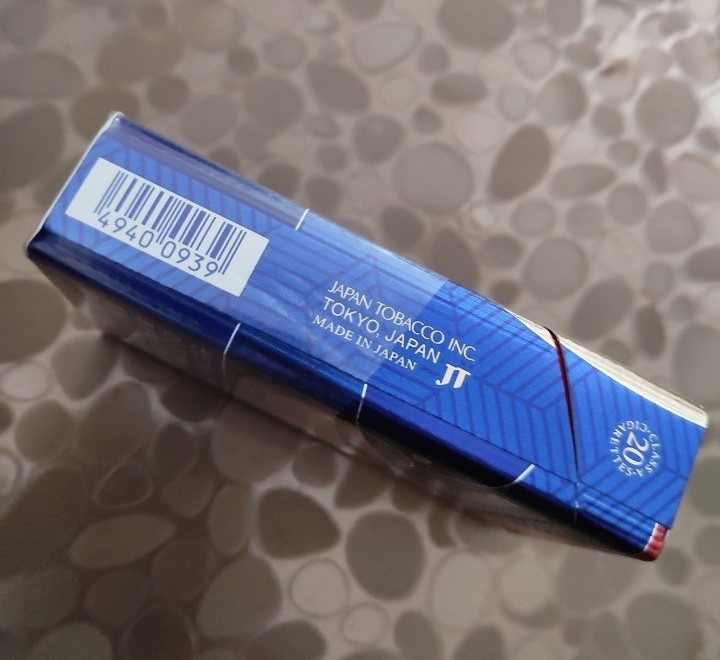 4940 0939
JAPAN TOBACCO INC.
TOKYO, JAPAN
MADE IN JAPAN
JT
20
CLASS·A·CIGARETTES